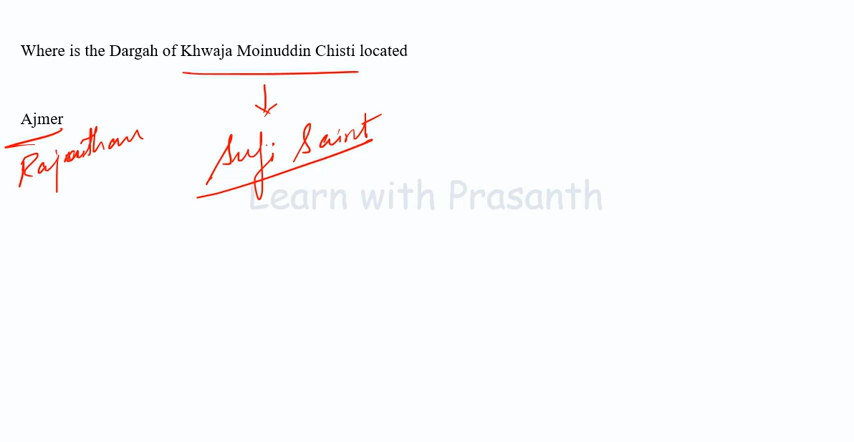 Where is the Dargah of Khwaja Moinuddin Chisti located
Ajmer
Rajasthan
Sufi Saint
Learn with Prasanth